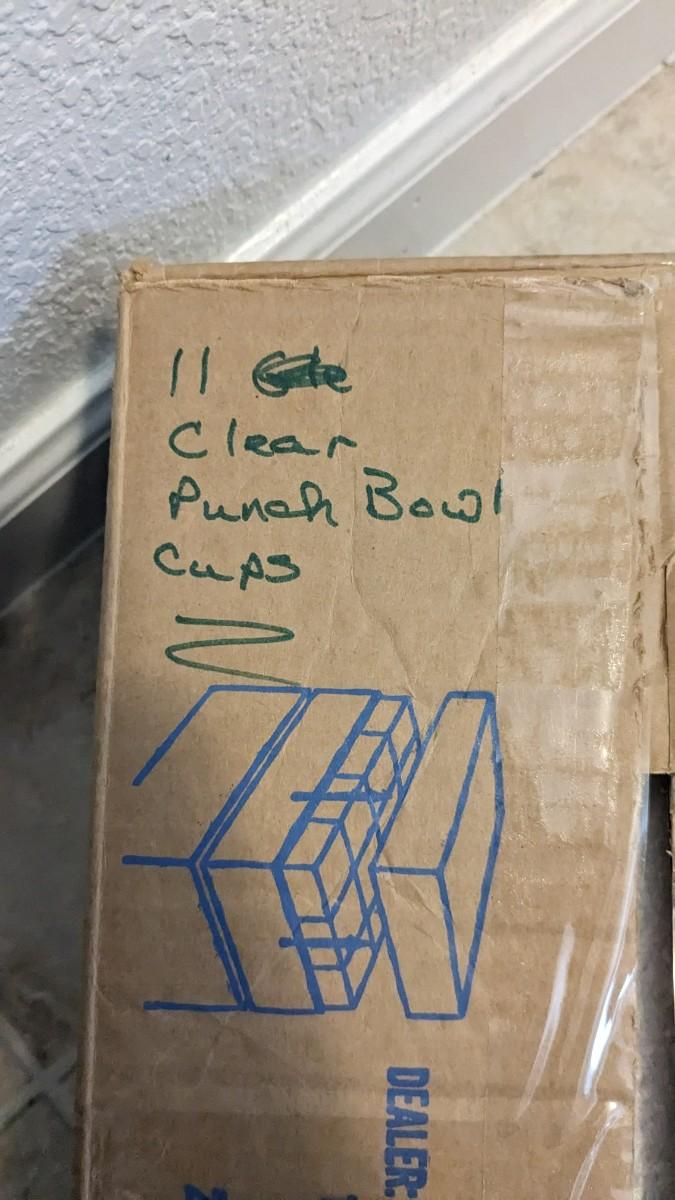 11
Clear
Punch Bowl
Cups
DEALER: